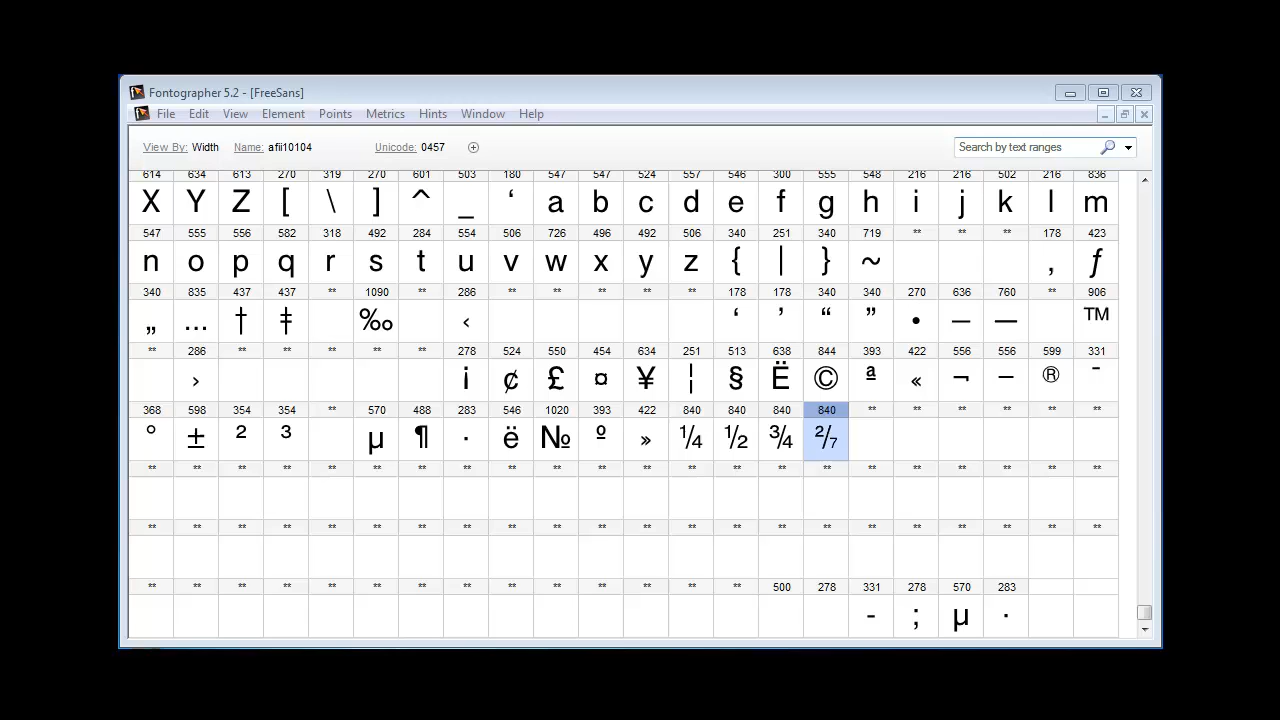 Fontographer 5.2 - [FreeSans]
File Edit View Element Points Metrics Hints Window Help
View By: Width Name: afii10104 Unicode: 0457 Search by text ranges
614 634 613 270 319 270 601 503 180 547 547 524 557 546 300 555 548 216 216 502 216 836
X Y Z [ \ ] ^ _ ‘ a b c d e f g h i j k l m
547 555 556 582 318 492 284 554 506 726 496 492 506 340 251 340 719 ** ** ** 178 423
n o p q r s t u v w x y z { | } ~ ‚ ƒ
340 835 437 437 ** 1090 ** 286 ** ** ** ** ** 178 178 340 340 270 636 760 ** 906
„ … † ‡ ‰ ‹ ‘ ’ “ ” • – — ™
** 286 ** ** ** ** ** 278 524 550 454 634 251 513 638 844 393 422 556 556 599 331
› ¡ ¢ £ ¤ ¥ ¦ § Ё © ª « ¬ – ® ¯
368 598 354 354 ** 570 488 283 546 1020 393 422 840 840 840 840 ** ** ** ** ** **
° ± ² ³ µ ¶ · ё № º » ¼ ½ ¾ ²/₇
** ** ** ** ** ** ** ** ** ** ** ** ** ** ** ** ** ** ** ** ** **
** ** ** ** ** ** ** ** ** ** ** ** ** ** ** ** ** ** ** ** ** **
** ** ** ** ** ** ** ** ** ** ** ** ** ** 500 278 331 278 570 283
- ; µ ·